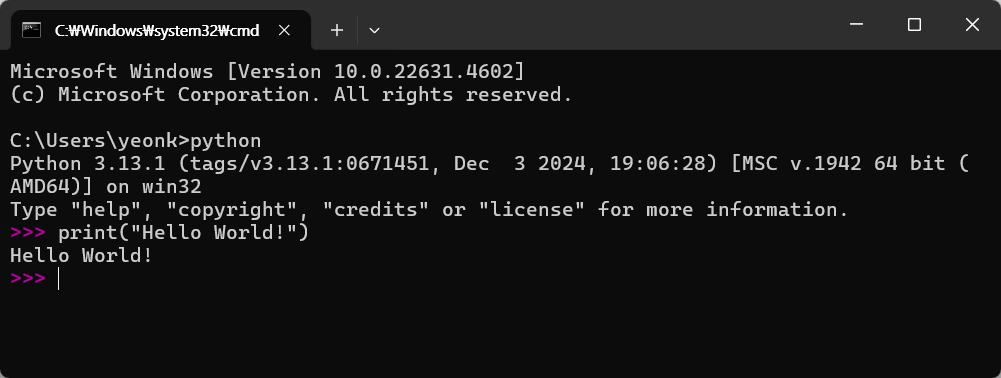 C:₩Windows₩system32₩cmd
Microsoft Windows [Version 10.0.22631.4602]
(c) Microsoft Corporation. All rights reserved.
C:\Users\yeonk>python
Python 3.13.1 (tags/v3.13.1:0671451, Dec  3 2024, 19:06:28) [MSC v.1942 64 bit (
AMD64)] on win32
Type "help", "copyright", "credits" or "license" for more information.
>>> print("Hello World!")
Hello World!
>>>